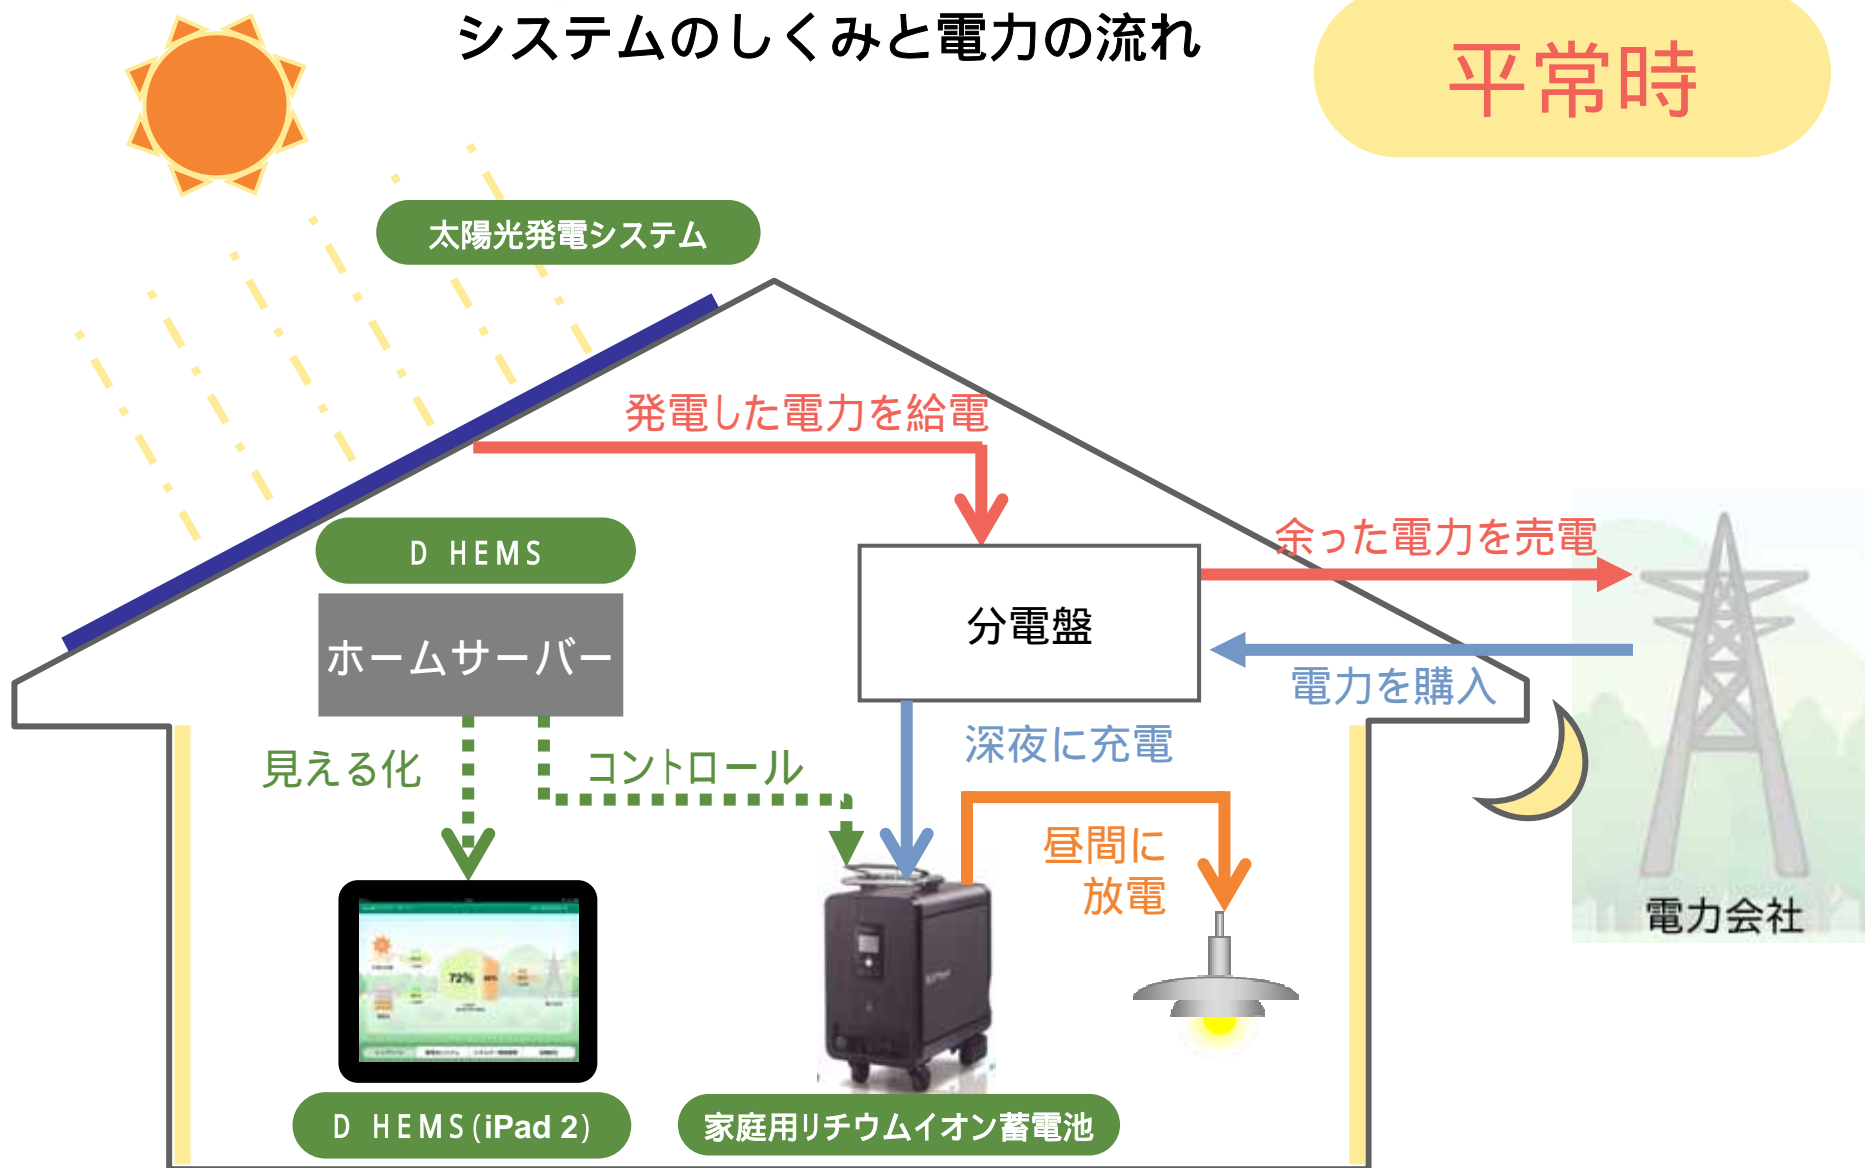 システムのしくみと電力の流れ
平常時
太陽光発電システム
発電した電力を給電
D HEMS
ホームサーバー
分電盤
余った電力を売電
電力を購入
見える化
コントロール
深夜に充電
昼間に
放電
72%
電力会社
D HEMS(iPad 2)
家庭用リチウムイオン蓄電池